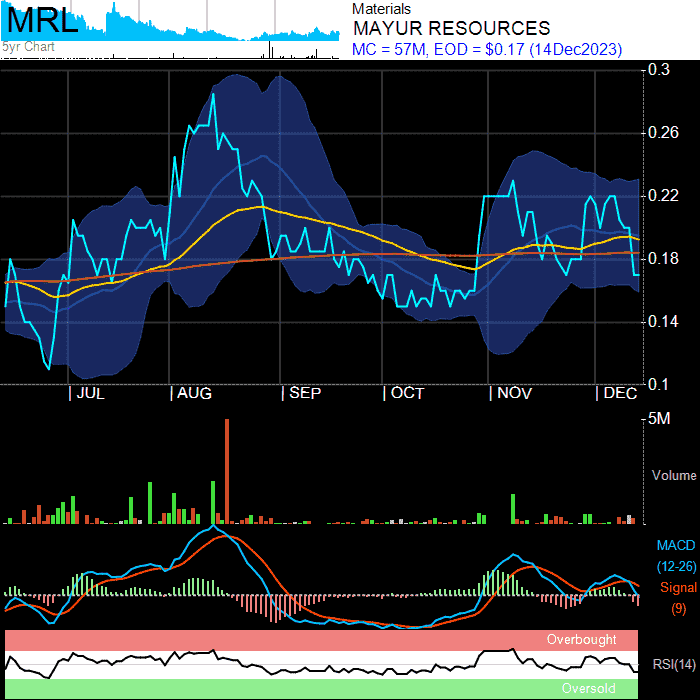 MRL
5yr Chart
Materials
MAYUR RESOURCES
MC = 57M, EOD = $0.17 (14Dec2023)
0.3
0.26
0.22
0.18
0.14
0.1
JUL AUG SEP OCT NOV DEC
5M
Volume
MACD
(12-26)
Signal
(9)
Overbought
RSI(14)
Oversold